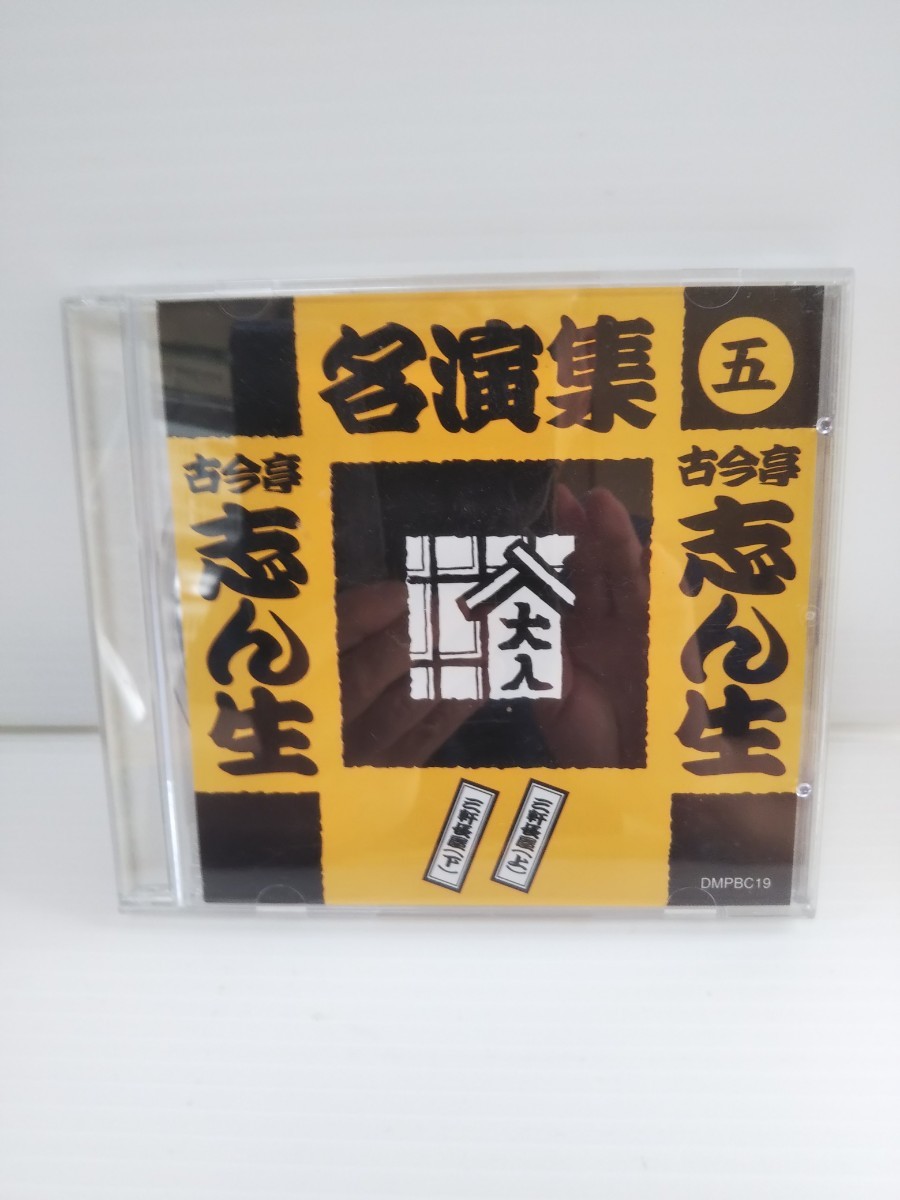 名演集
五
古今亭
志ん生
古今亭
志ん生
大入
三軒長屋(上)
三軒長屋(下)
DMPBC19